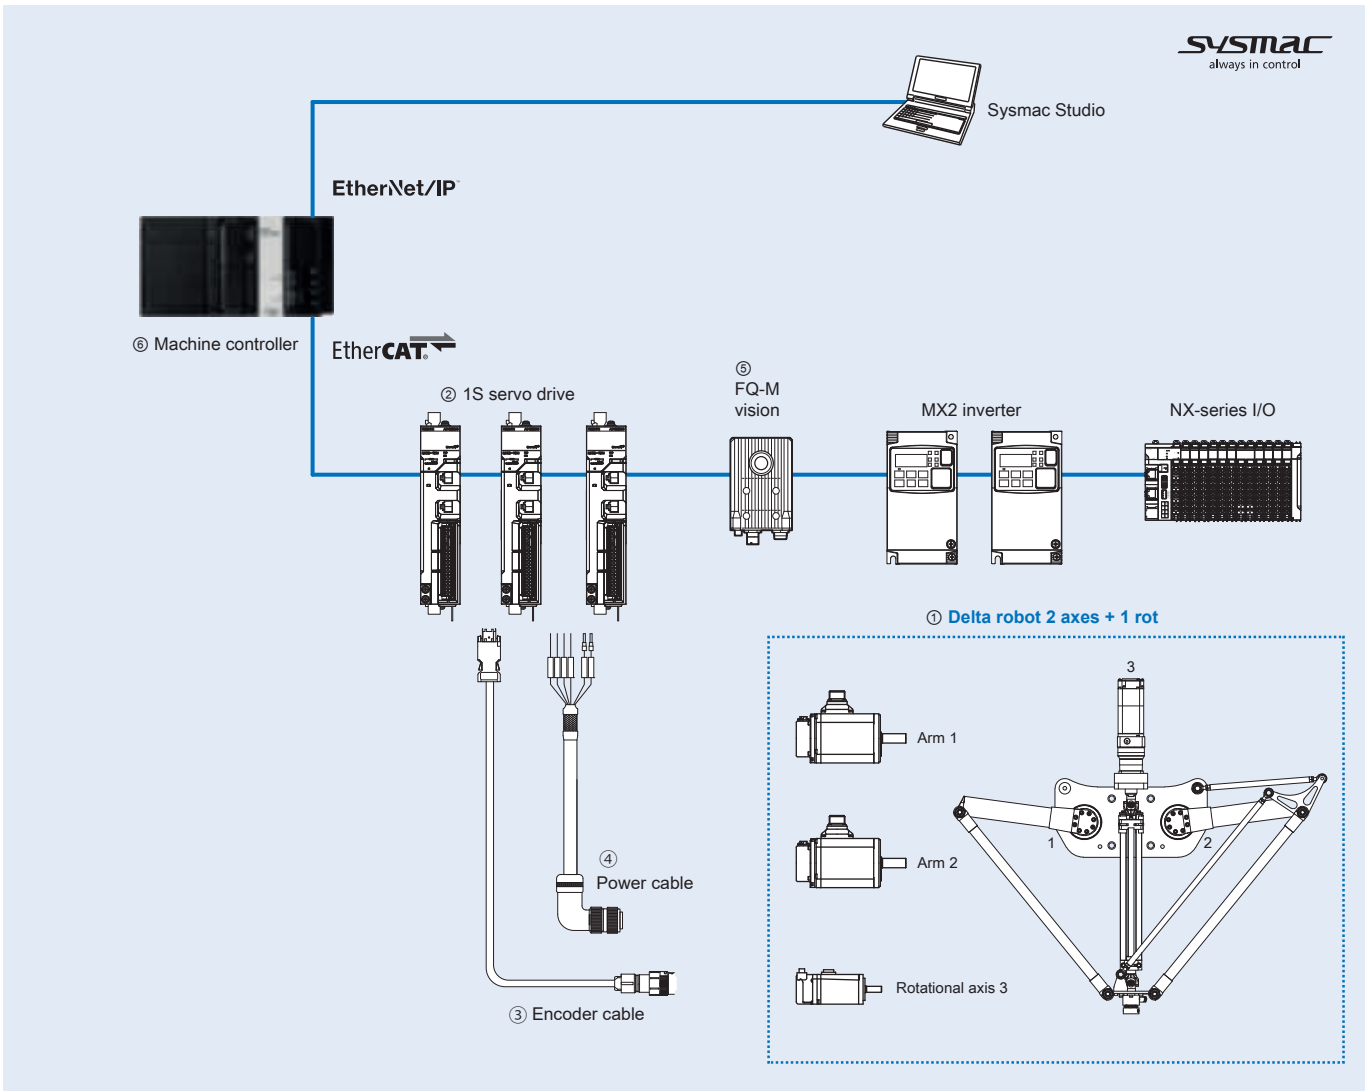 sysmac
always in control
Sysmac Studio
EtherNet/IP™
⑥ Machine controller
EtherCAT®
② 1S servo drive
⑤
FQ-M
vision
MX2 inverter
NX-series I/O
① Delta robot 2 axes + 1 rot
3
Arm 1
1
2
Arm 2
④
Power cable
Rotational axis 3
③ Encoder cable